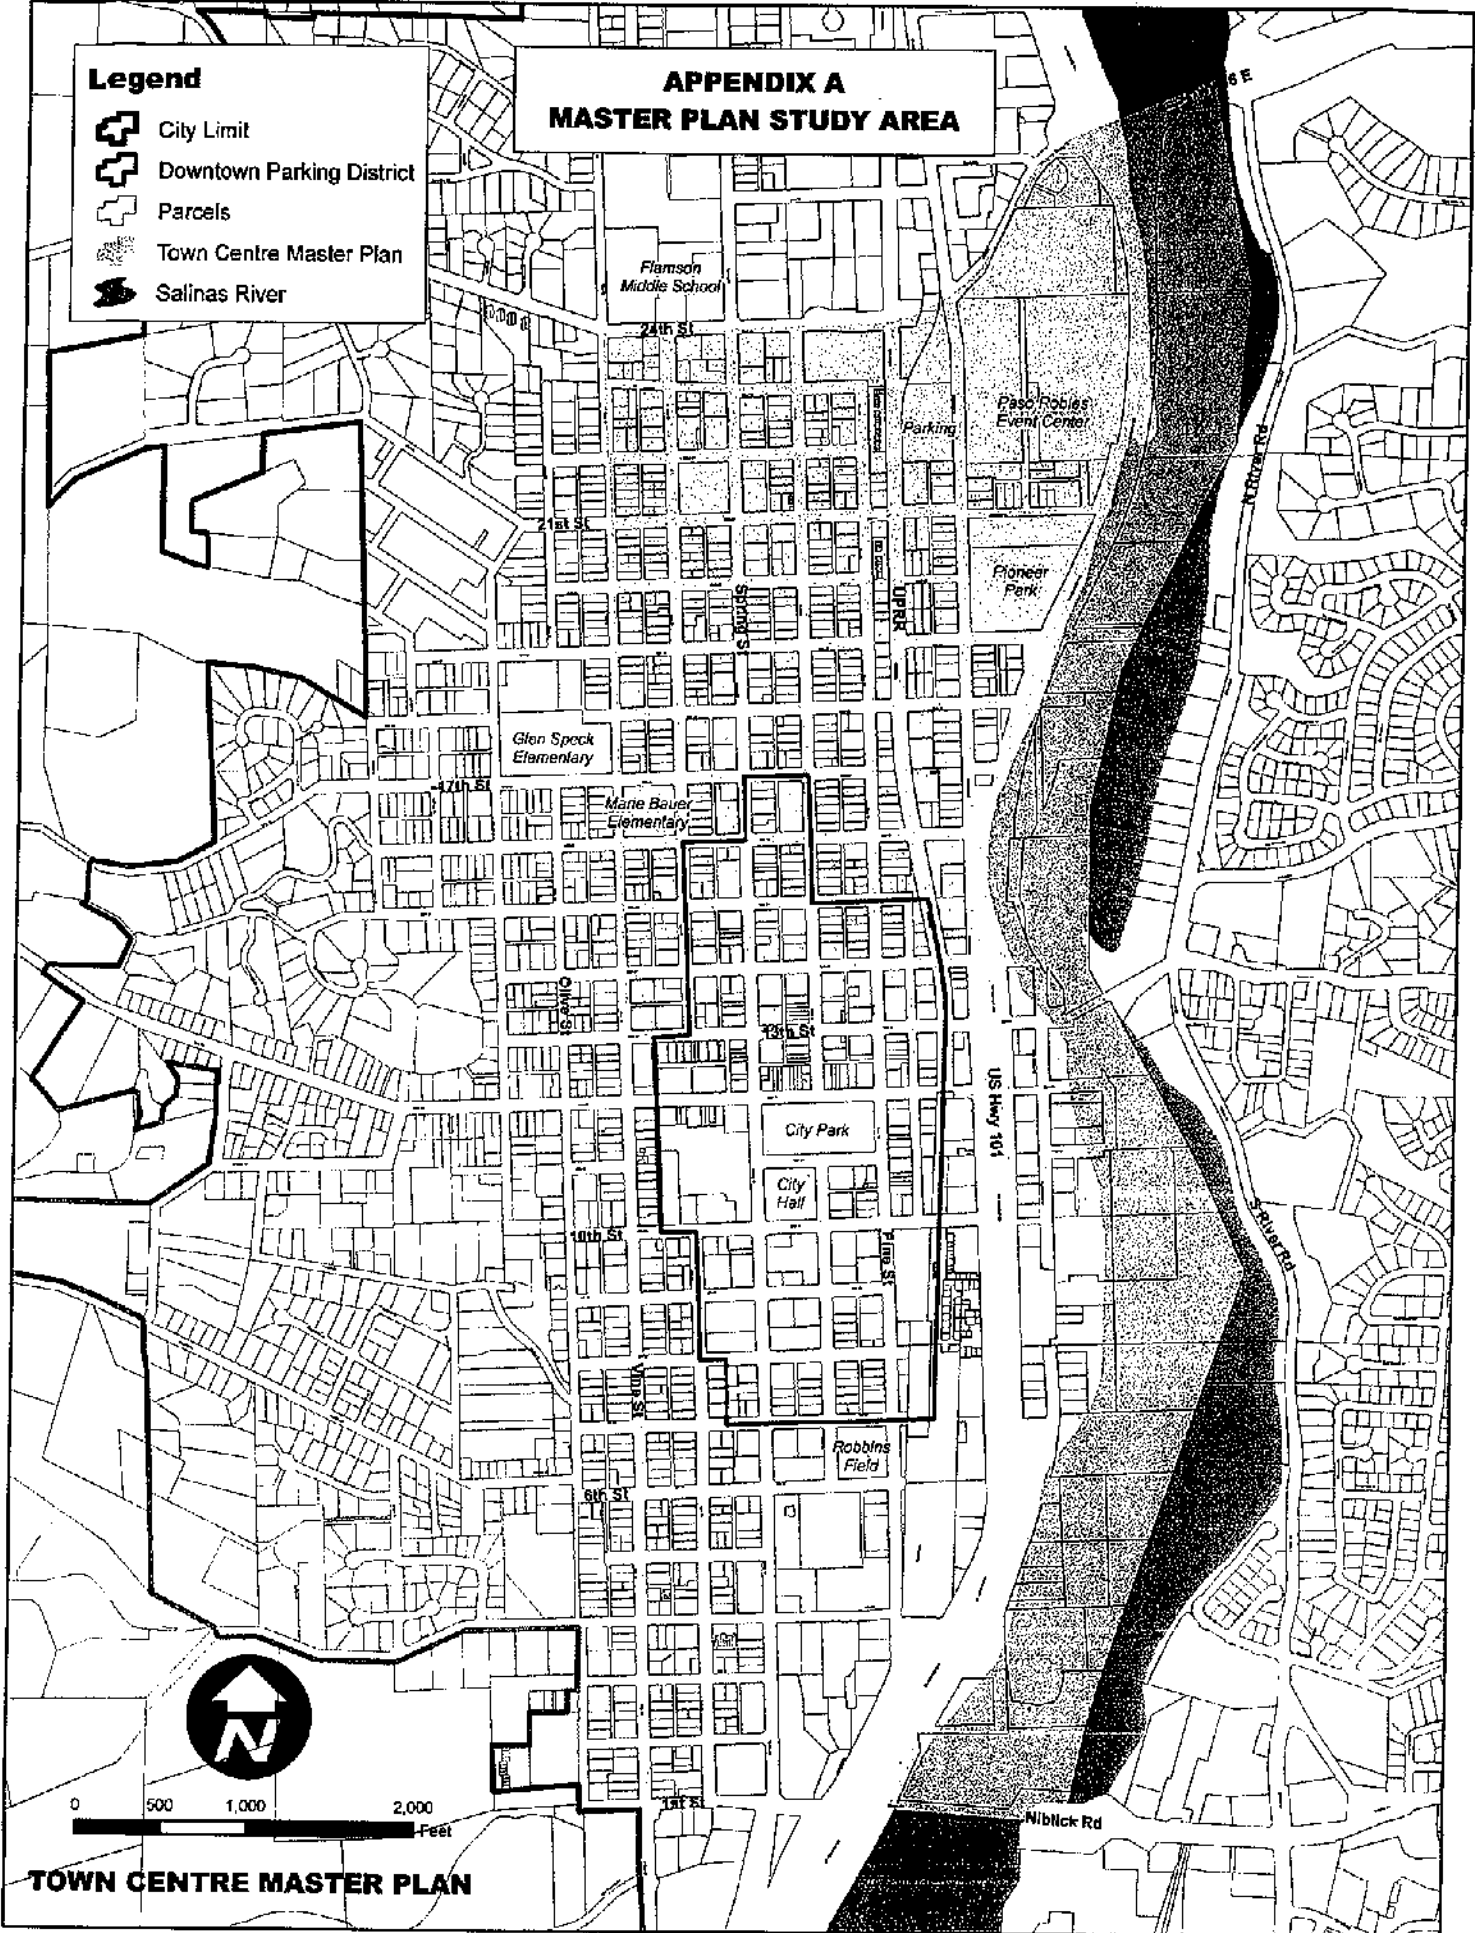 Legend
City Limit
Downtown Parking District
Parcels
Town Centre Master Plan
Salinas River
APPENDIX A
MASTER PLAN STUDY AREA
6 E
Flamson
Middle School
24th St
Parking
Paso Robles
Event Center
N River Rd
21st St
Spring St
UPRR
Pioneer
Park
Glen Speck
Elementary
17th St
Marie Bauer
Elementary
Olive St
13th St
US Hwy 101
City Park
City
Hall
S River Rd
10th St
Pine St
Vine St
Robbins
Field
6th St
N
0 500 1,000 2,000
Feet
1st St
Niblick Rd
TOWN CENTRE MASTER PLAN